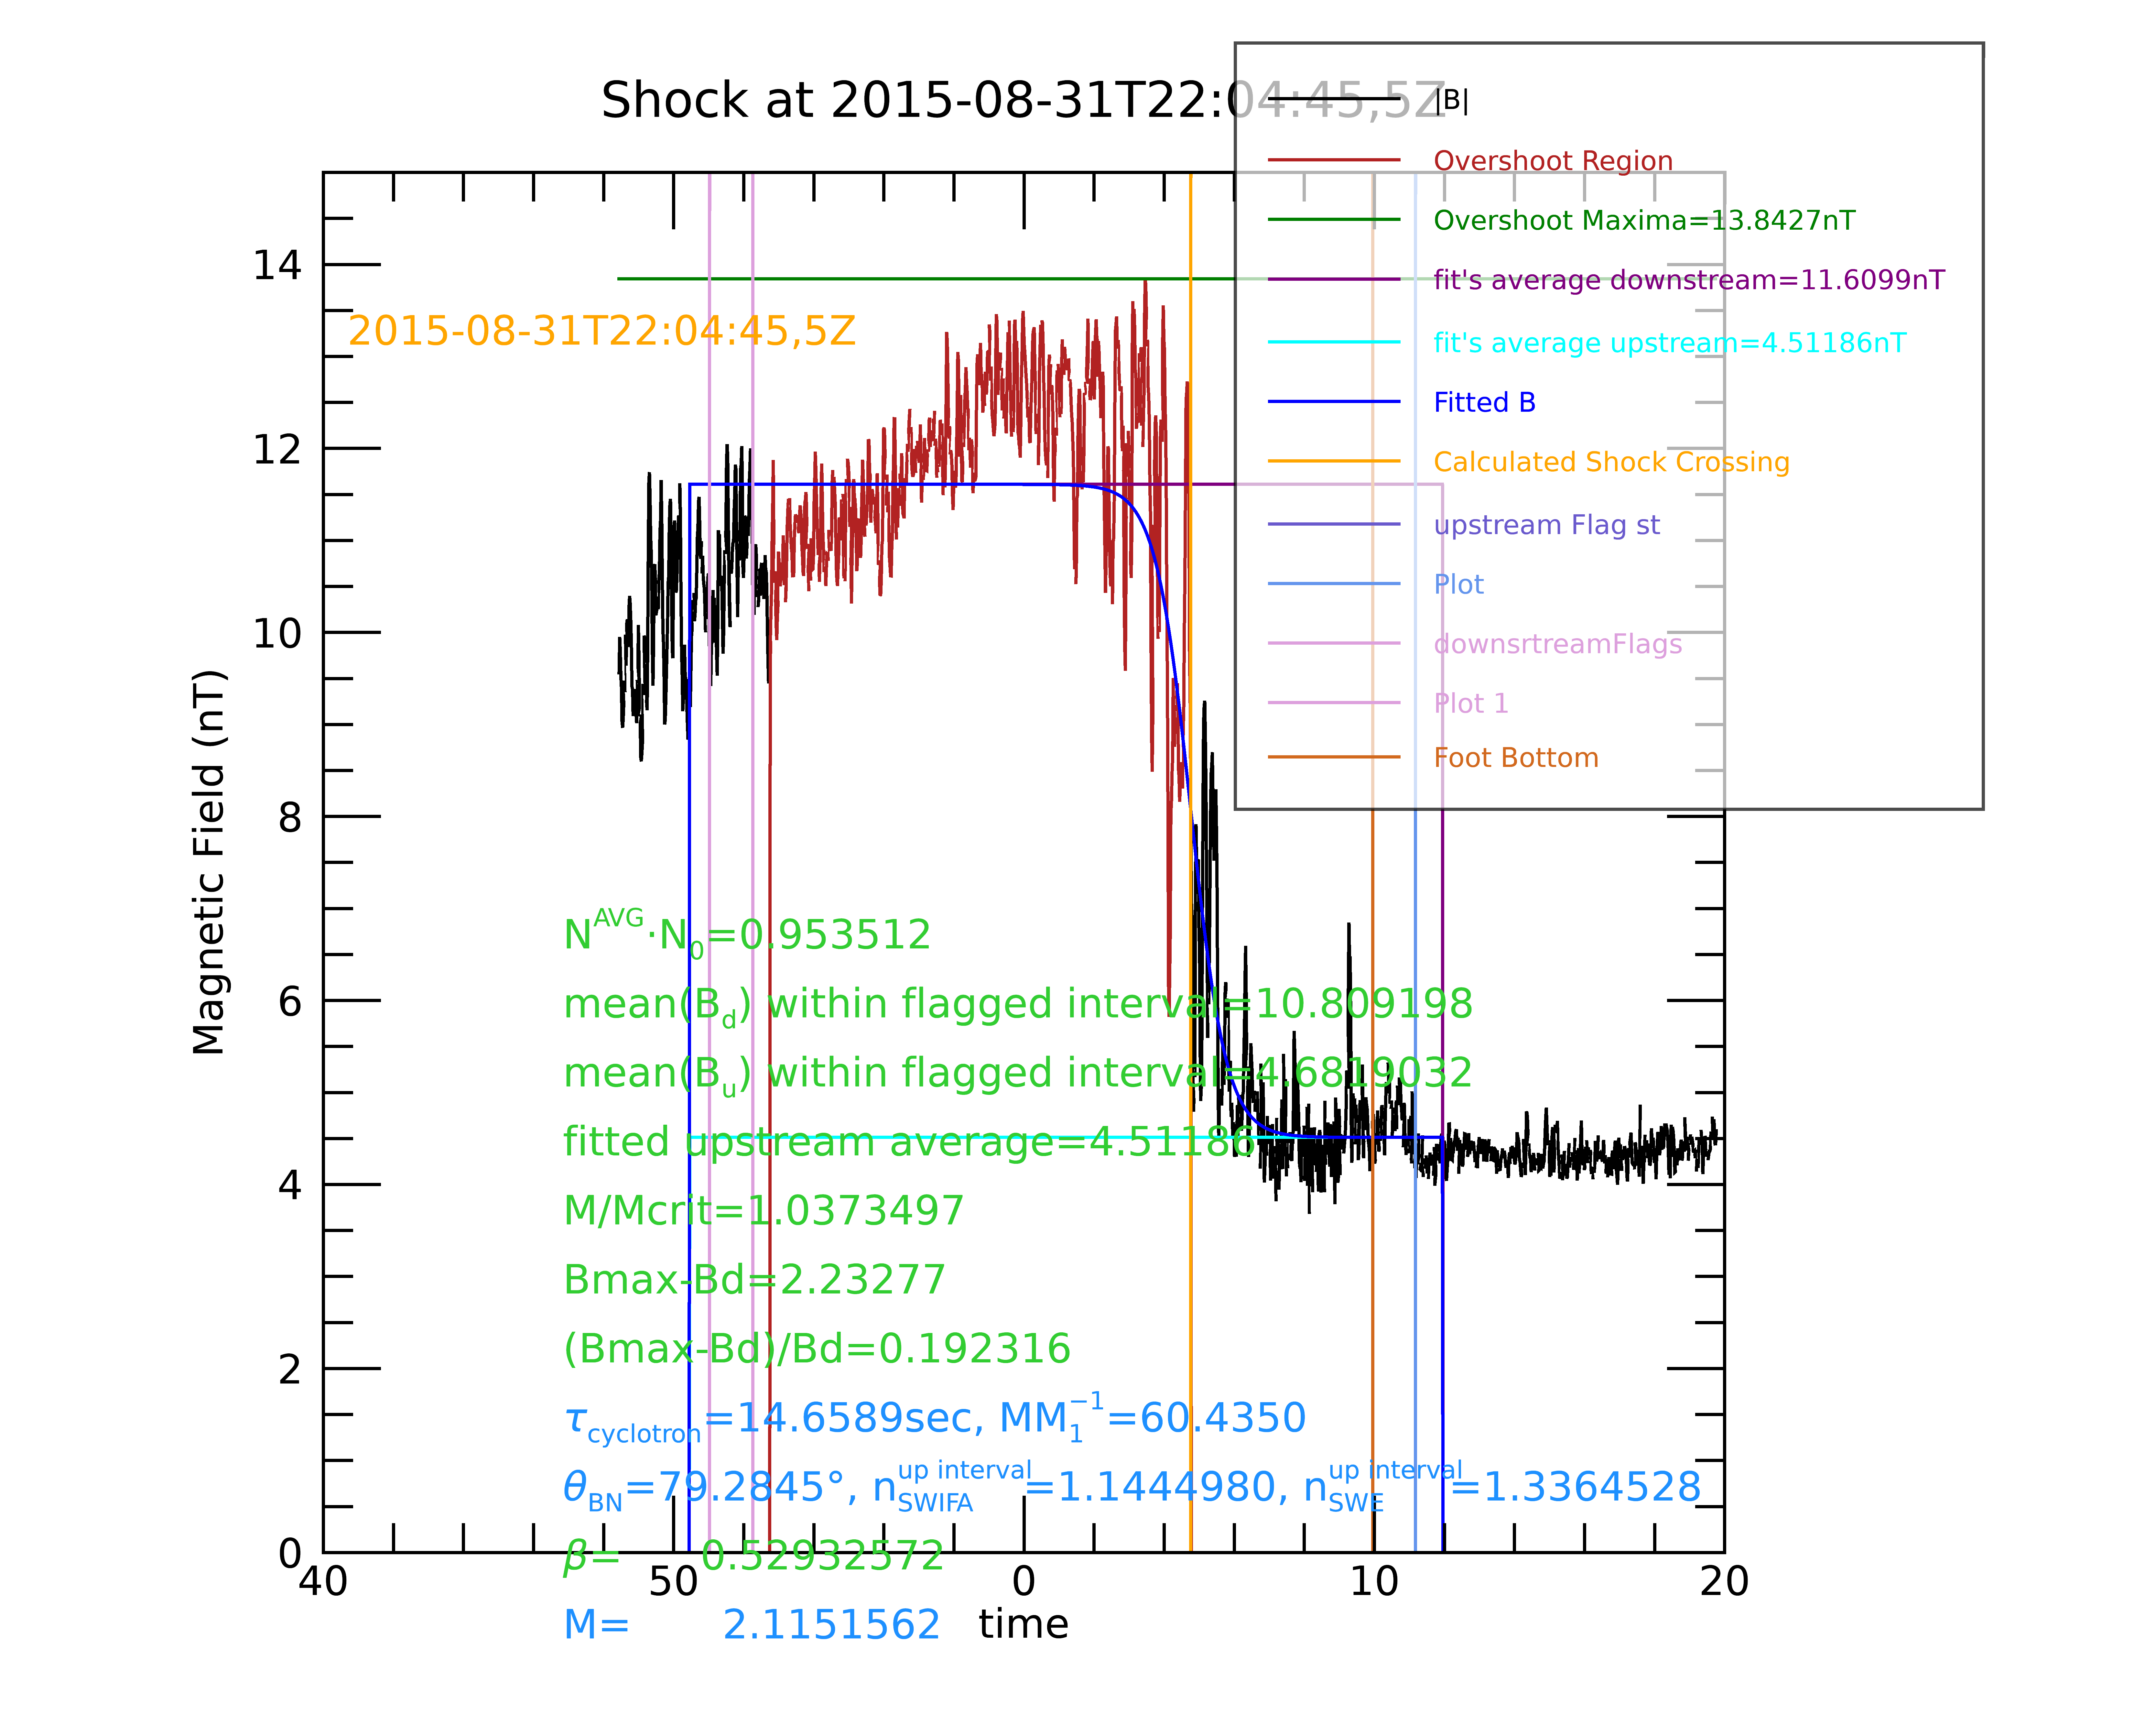 Shock at 2015-08-31T22:04:45,5Z
|B|
Overshoot Region
Overshoot Maxima=13.8427nT
fit's average downstream=11.6099nT
fit's average upstream=4.51186nT
Fitted B
Calculated Shock Crossing
upstream Flag st
Plot
downsrtreamFlags
Plot 1
Foot Bottom
2015-08-31T22:04:45,5Z
Magnetic Field (nT)
14
12
10
8
6
4
2
0
N^AVG·N_0=0.953512
mean(B_d) within flagged interval=10.809198
mean(B_u) within flagged interval=4.6819032
fitted upstream average=4.51186
M/Mcrit=1.0373497
Bmax-Bd=2.23277
(Bmax-Bd)/Bd=0.192316
τ_cyclotron=14.6589sec, MM_1^−1=60.4350
θ_BN=79.2845°, n_SWIFA^up interval=1.1444980, n_SWE^up interval=1.3364528
β= 0.52932572
40 50 0 10 20
M= 2.1151562
time